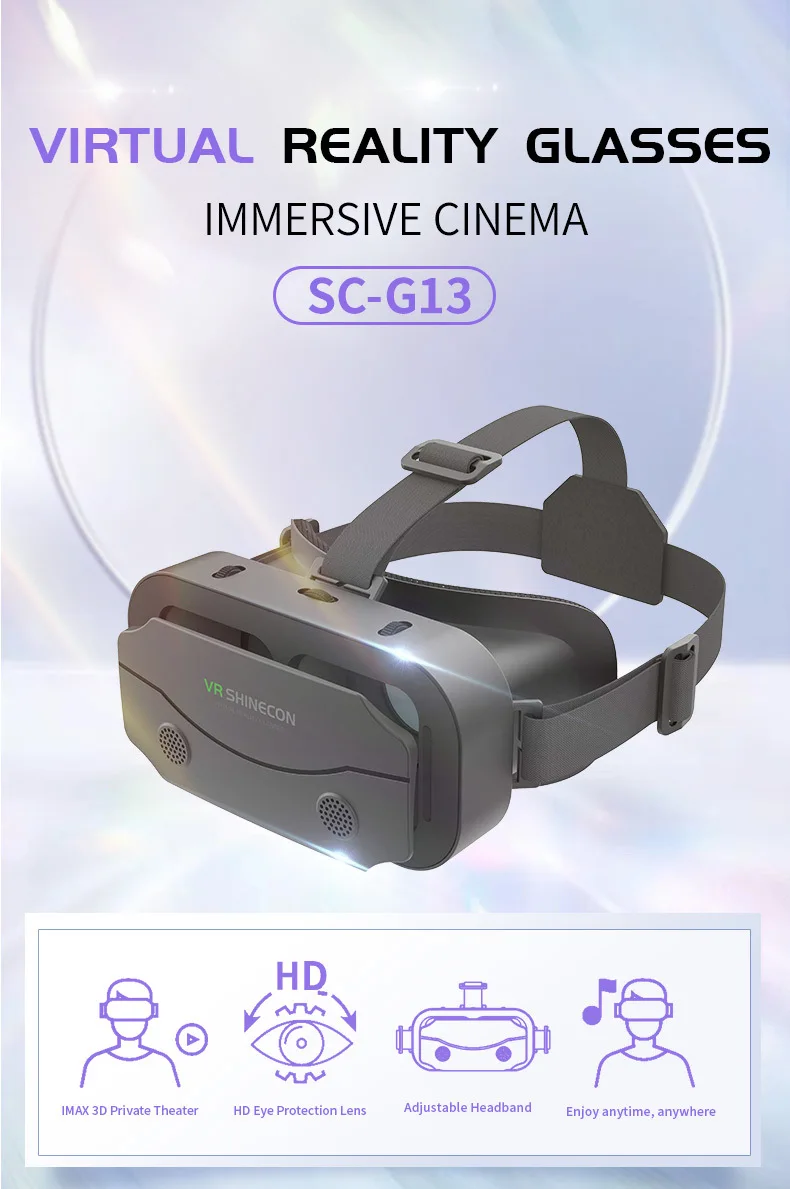 VIRTUAL REALITY GLASSES
IMMERSIVE CINEMA
SC-G13
VR SHINECON
HD
IMAX 3D Private Theater
HD Eye Protection Lens
Adjustable Headband
Enjoy anytime, anywhere